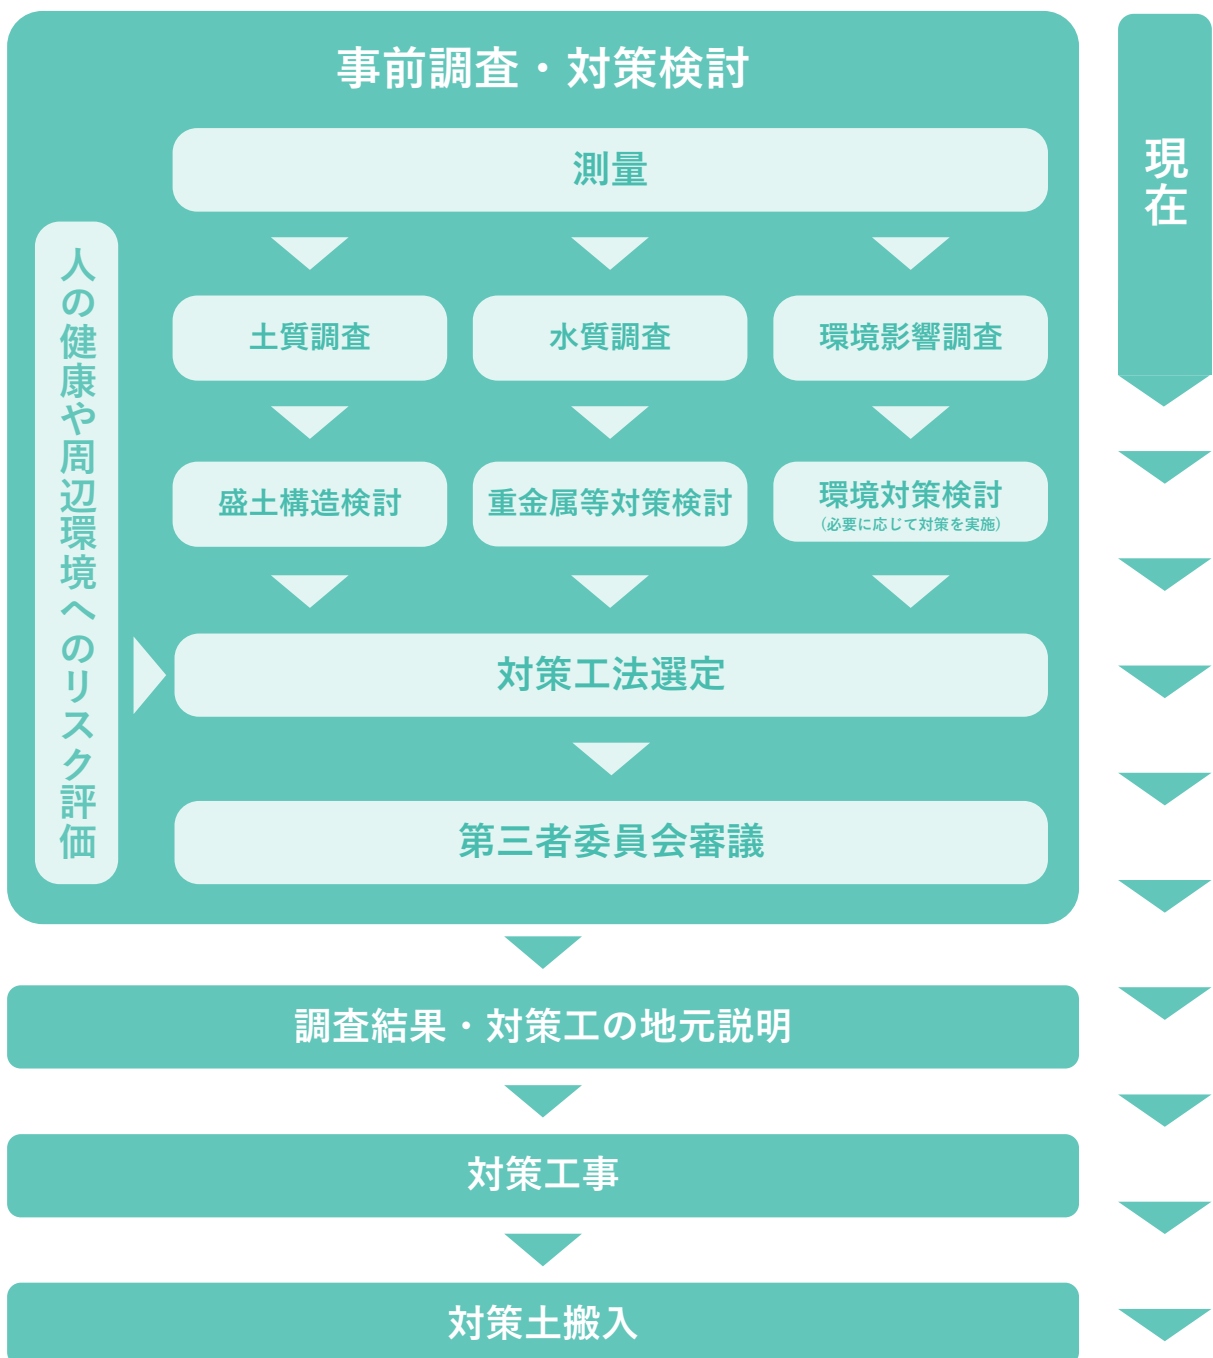 事前調査・対策検討
現在
測量
人の健康や周辺環境へのリスク評価
土質調査
水質調査
環境影響調査
盛土構造検討
重金属等対策検討
環境対策検討
(必要に応じて対策を実施)
対策工法選定
第三者委員会審議
調査結果・対策工の地元説明
対策工事
対策土搬入